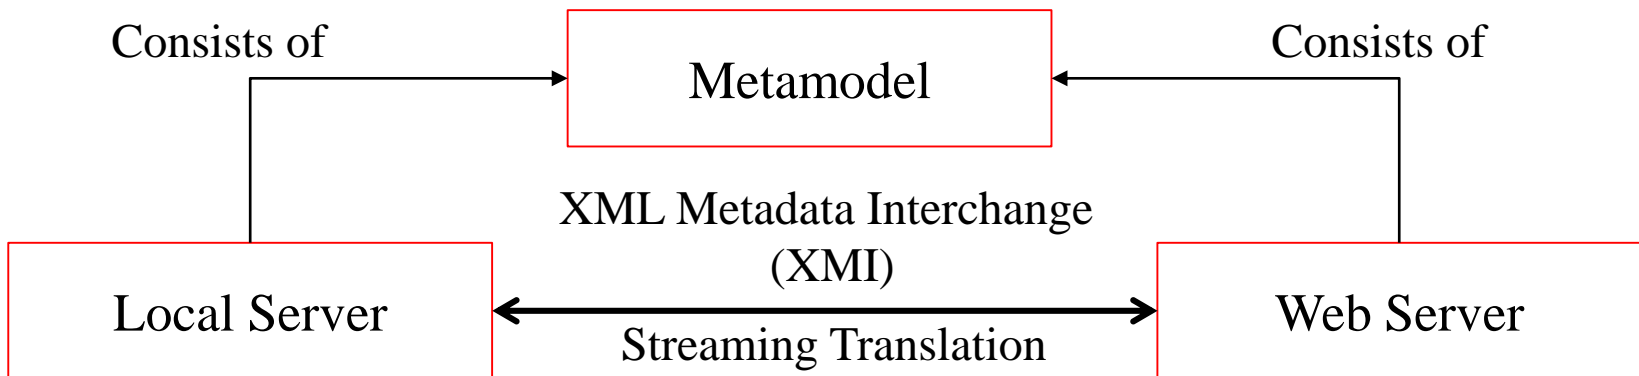 Consists of
Consists of
Metamodel
XML Metadata Interchange
(XMI)
Local Server
Web Server
Streaming Translation